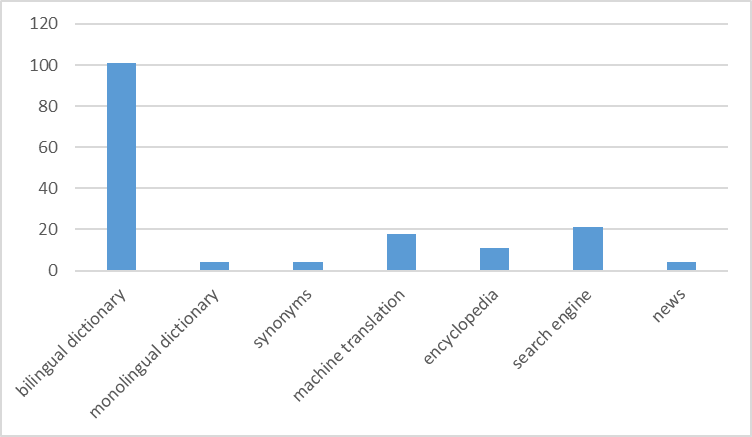 120
100
80
60
40
20
0
bilingual dictionary
monolingual dictionary
synonyms
machine translation
encyclopedia
search engine
news